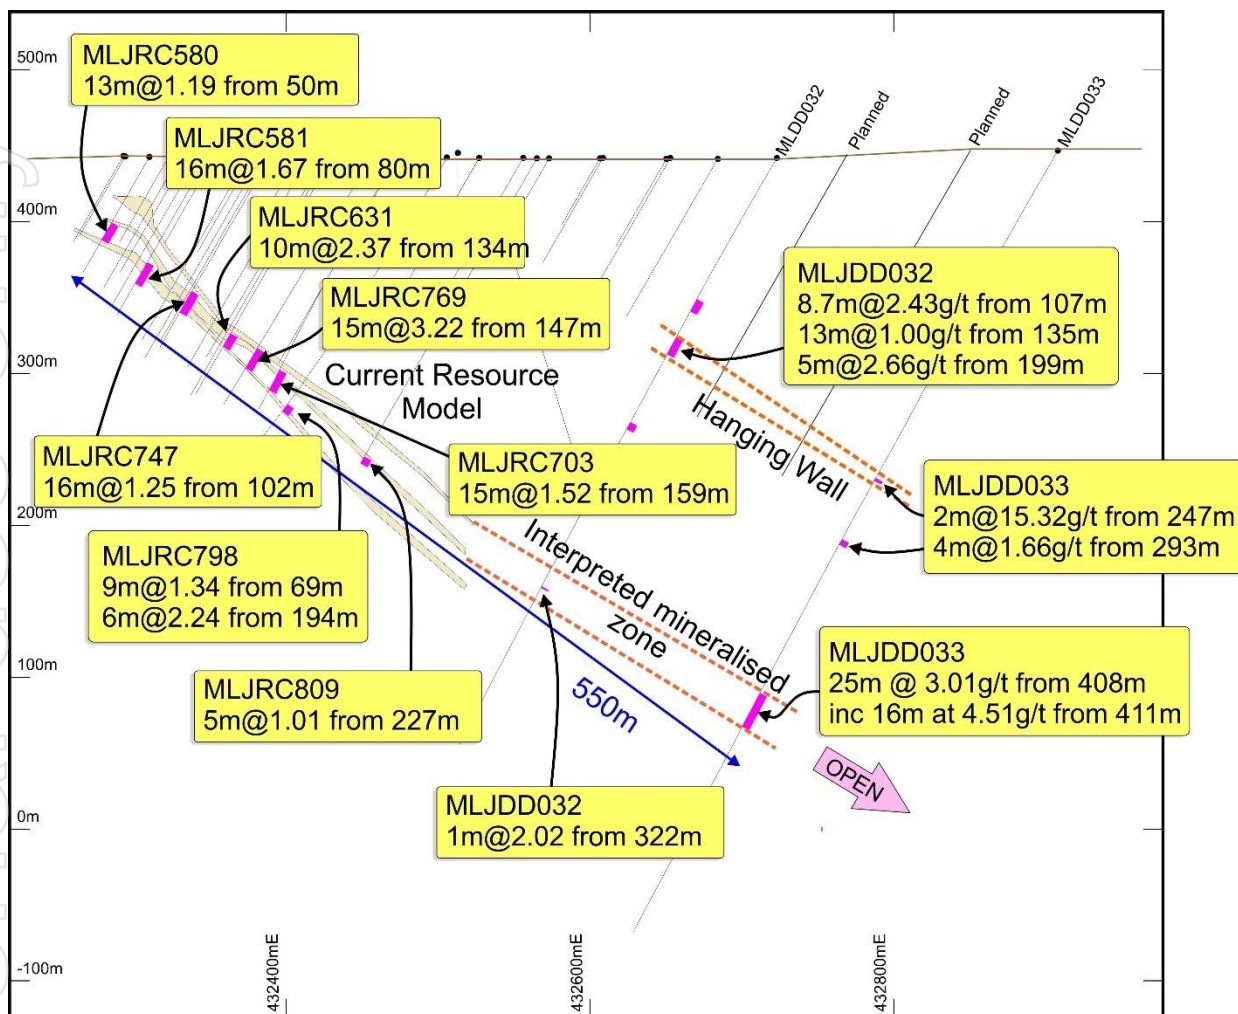 500m
400m
300m
200m
100m
0m
-100m
432400mE
432600mE
432800mE
MLDD032
Planned
Planned
MLDD033
MLJRC580
13m@1.19 from 50m
MLJRC581
16m@1.67 from 80m
MLJRC631
10m@2.37 from 134m
MLJRC769
15m@3.22 from 147m
Current Resource
Model
MLJDD032
8.7m@2.43g/t from 107m
13m@1.00g/t from 135m
5m@2.66g/t from 199m
Hanging Wall
MLJRC747
16m@1.25 from 102m
MLJRC703
15m@1.52 from 159m
MLJDD033
2m@15.32g/t from 247m
4m@1.66g/t from 293m
MLJRC798
9m@1.34 from 69m
6m@2.24 from 194m
Interpreted mineralised
zone
MLJRC809
5m@1.01 from 227m
550m
MLJDD033
25m @ 3.01g/t from 408m
inc 16m at 4.51g/t from 411m
OPEN
MLJDD032
1m@2.02 from 322m